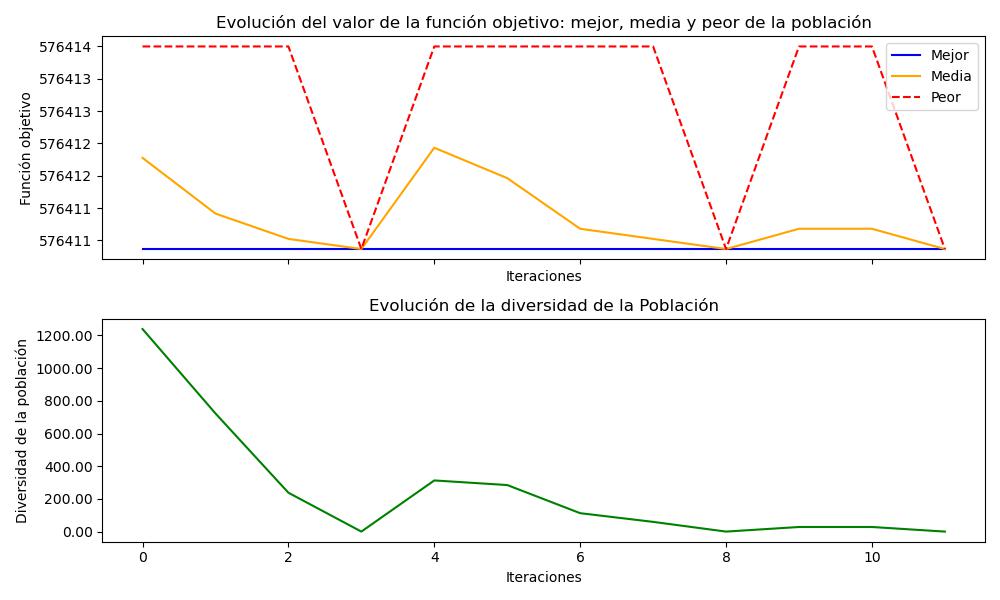 Evolución del valor de la función objetivo: mejor, media y peor de la población
576414
576413
576413
576412
576412
576411
576411
Función objetivo
Mejor
Media
Peor
Iteraciones
Evolución de la diversidad de la Población
1200.00
1000.00
800.00
600.00
400.00
200.00
0.00
Diversidad de la población
0 2 4 6 8 10
Iteraciones